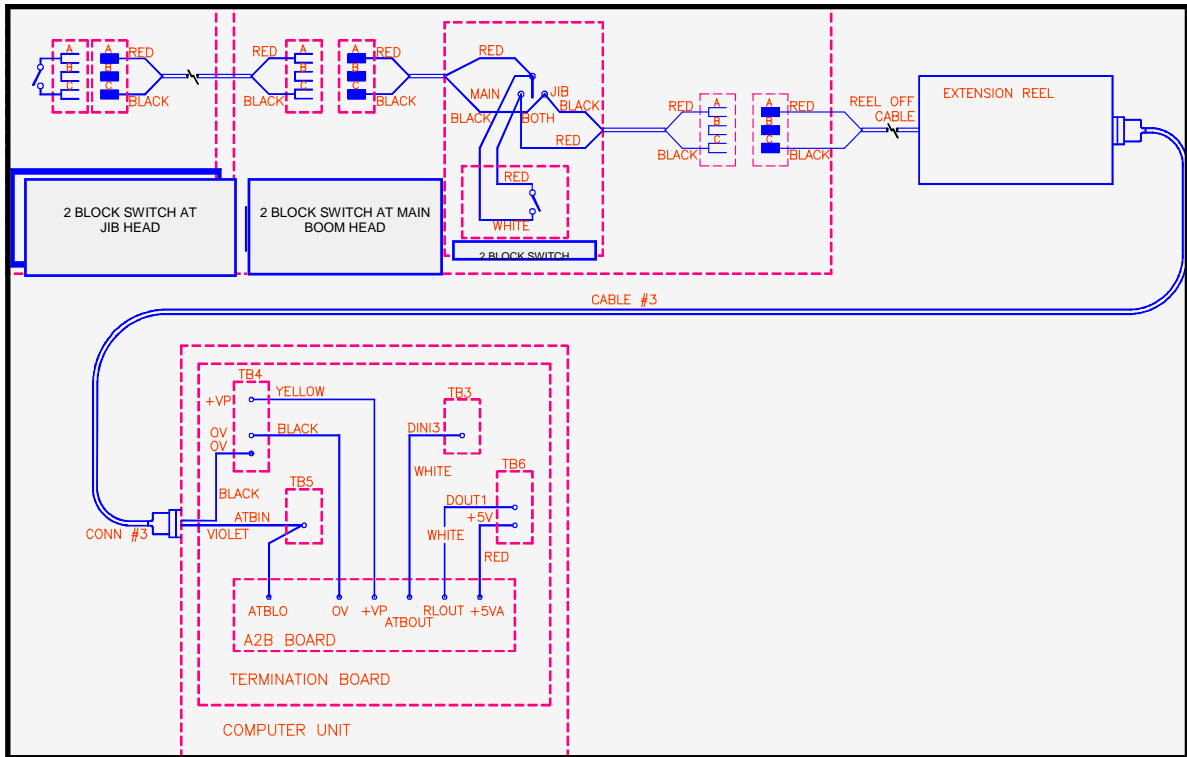 A
B
C
A
B
C
RED
BLACK
RED
BLACK
A
B
C
A
B
C
RED
BLACK
RED
MAIN
JIB
BLACK
BLACK
BOTH
RED
RED
WHITE
2 BLOCK SWITCH
RED
BLACK
A
B
C
A
B
C
RED
BLACK
REEL OFF
CABLE
EXTENSION REEL
2 BLOCK SWITCH AT
JIB HEAD
2 BLOCK SWITCH AT MAIN
BOOM HEAD
CABLE #3
TB4
+VP
YELLOW
0V
0V
BLACK
BLACK
TB3
DINI3
WHITE
TB6
DOUT1
+5V
WHITE
RED
TB5
ATBIN
VIOLET
CONN #3
ATBLO
0V
+VP
ATBOUT
RLOUT
+5VA
A2B BOARD
TERMINATION BOARD
COMPUTER UNIT